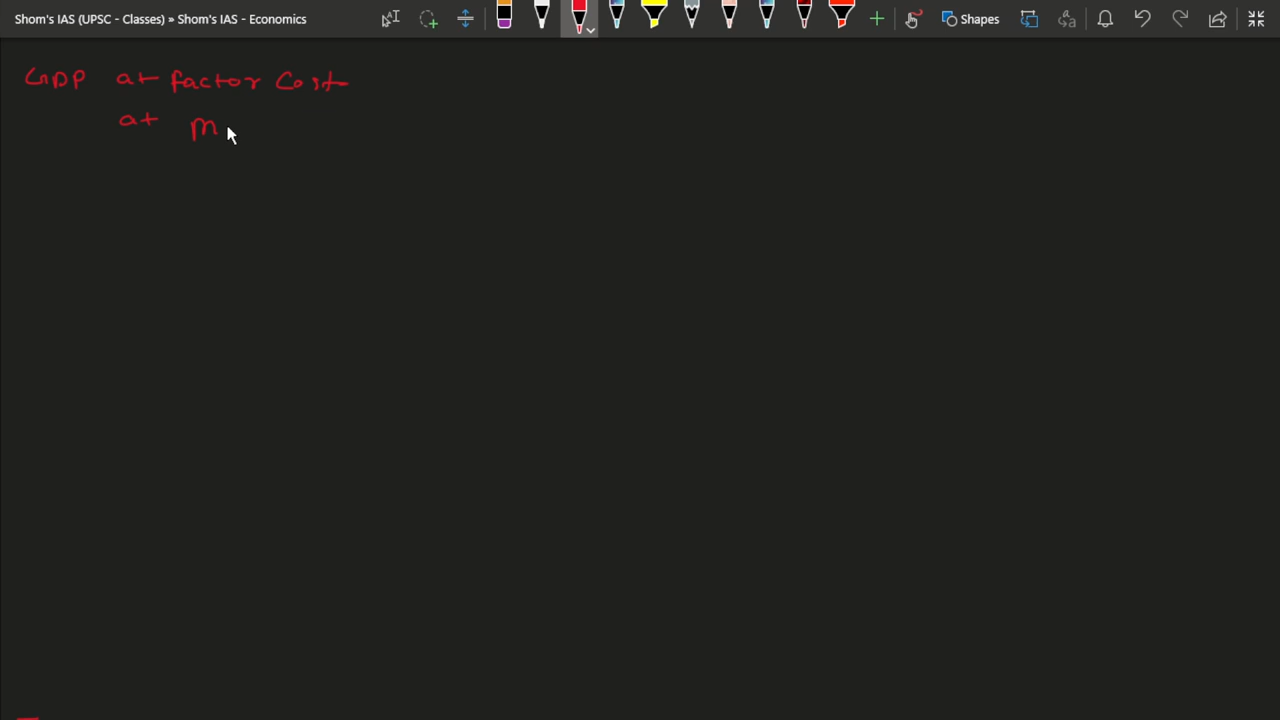 Shom's IAS (UPSC - Classes) » Shom's IAS - Economics
Shapes
GDP at factor Cost
at m